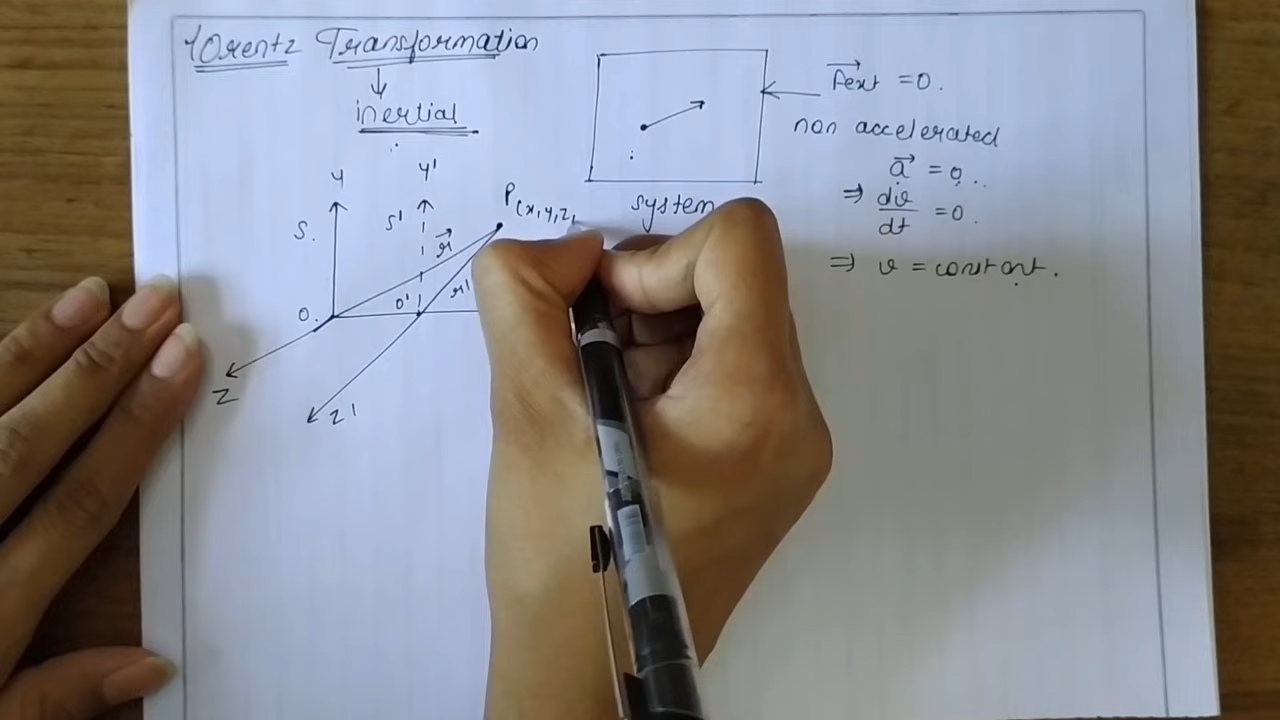 Lorentz Transformation
↓
inertial
Y Y'
S. S'
P(x,y,z,
r⃗
O. O' r'
Z
Z'
system
F⃗ext = 0.
non accelerated
a⃗ = 0..
⇒ dv/dt = 0.
⇒ v = constant.